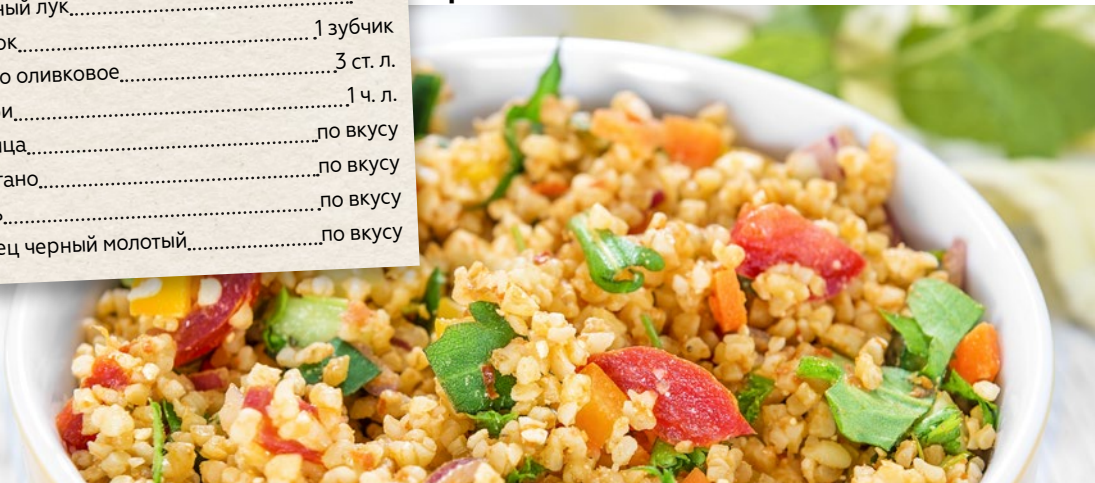 ный лук
ок 1 зубчик
о оливковое 3 ст. л.
и 1 ч. л.
ца по вкусу
гано по вкусу
по вкусу
ец черный молотый по вкусу